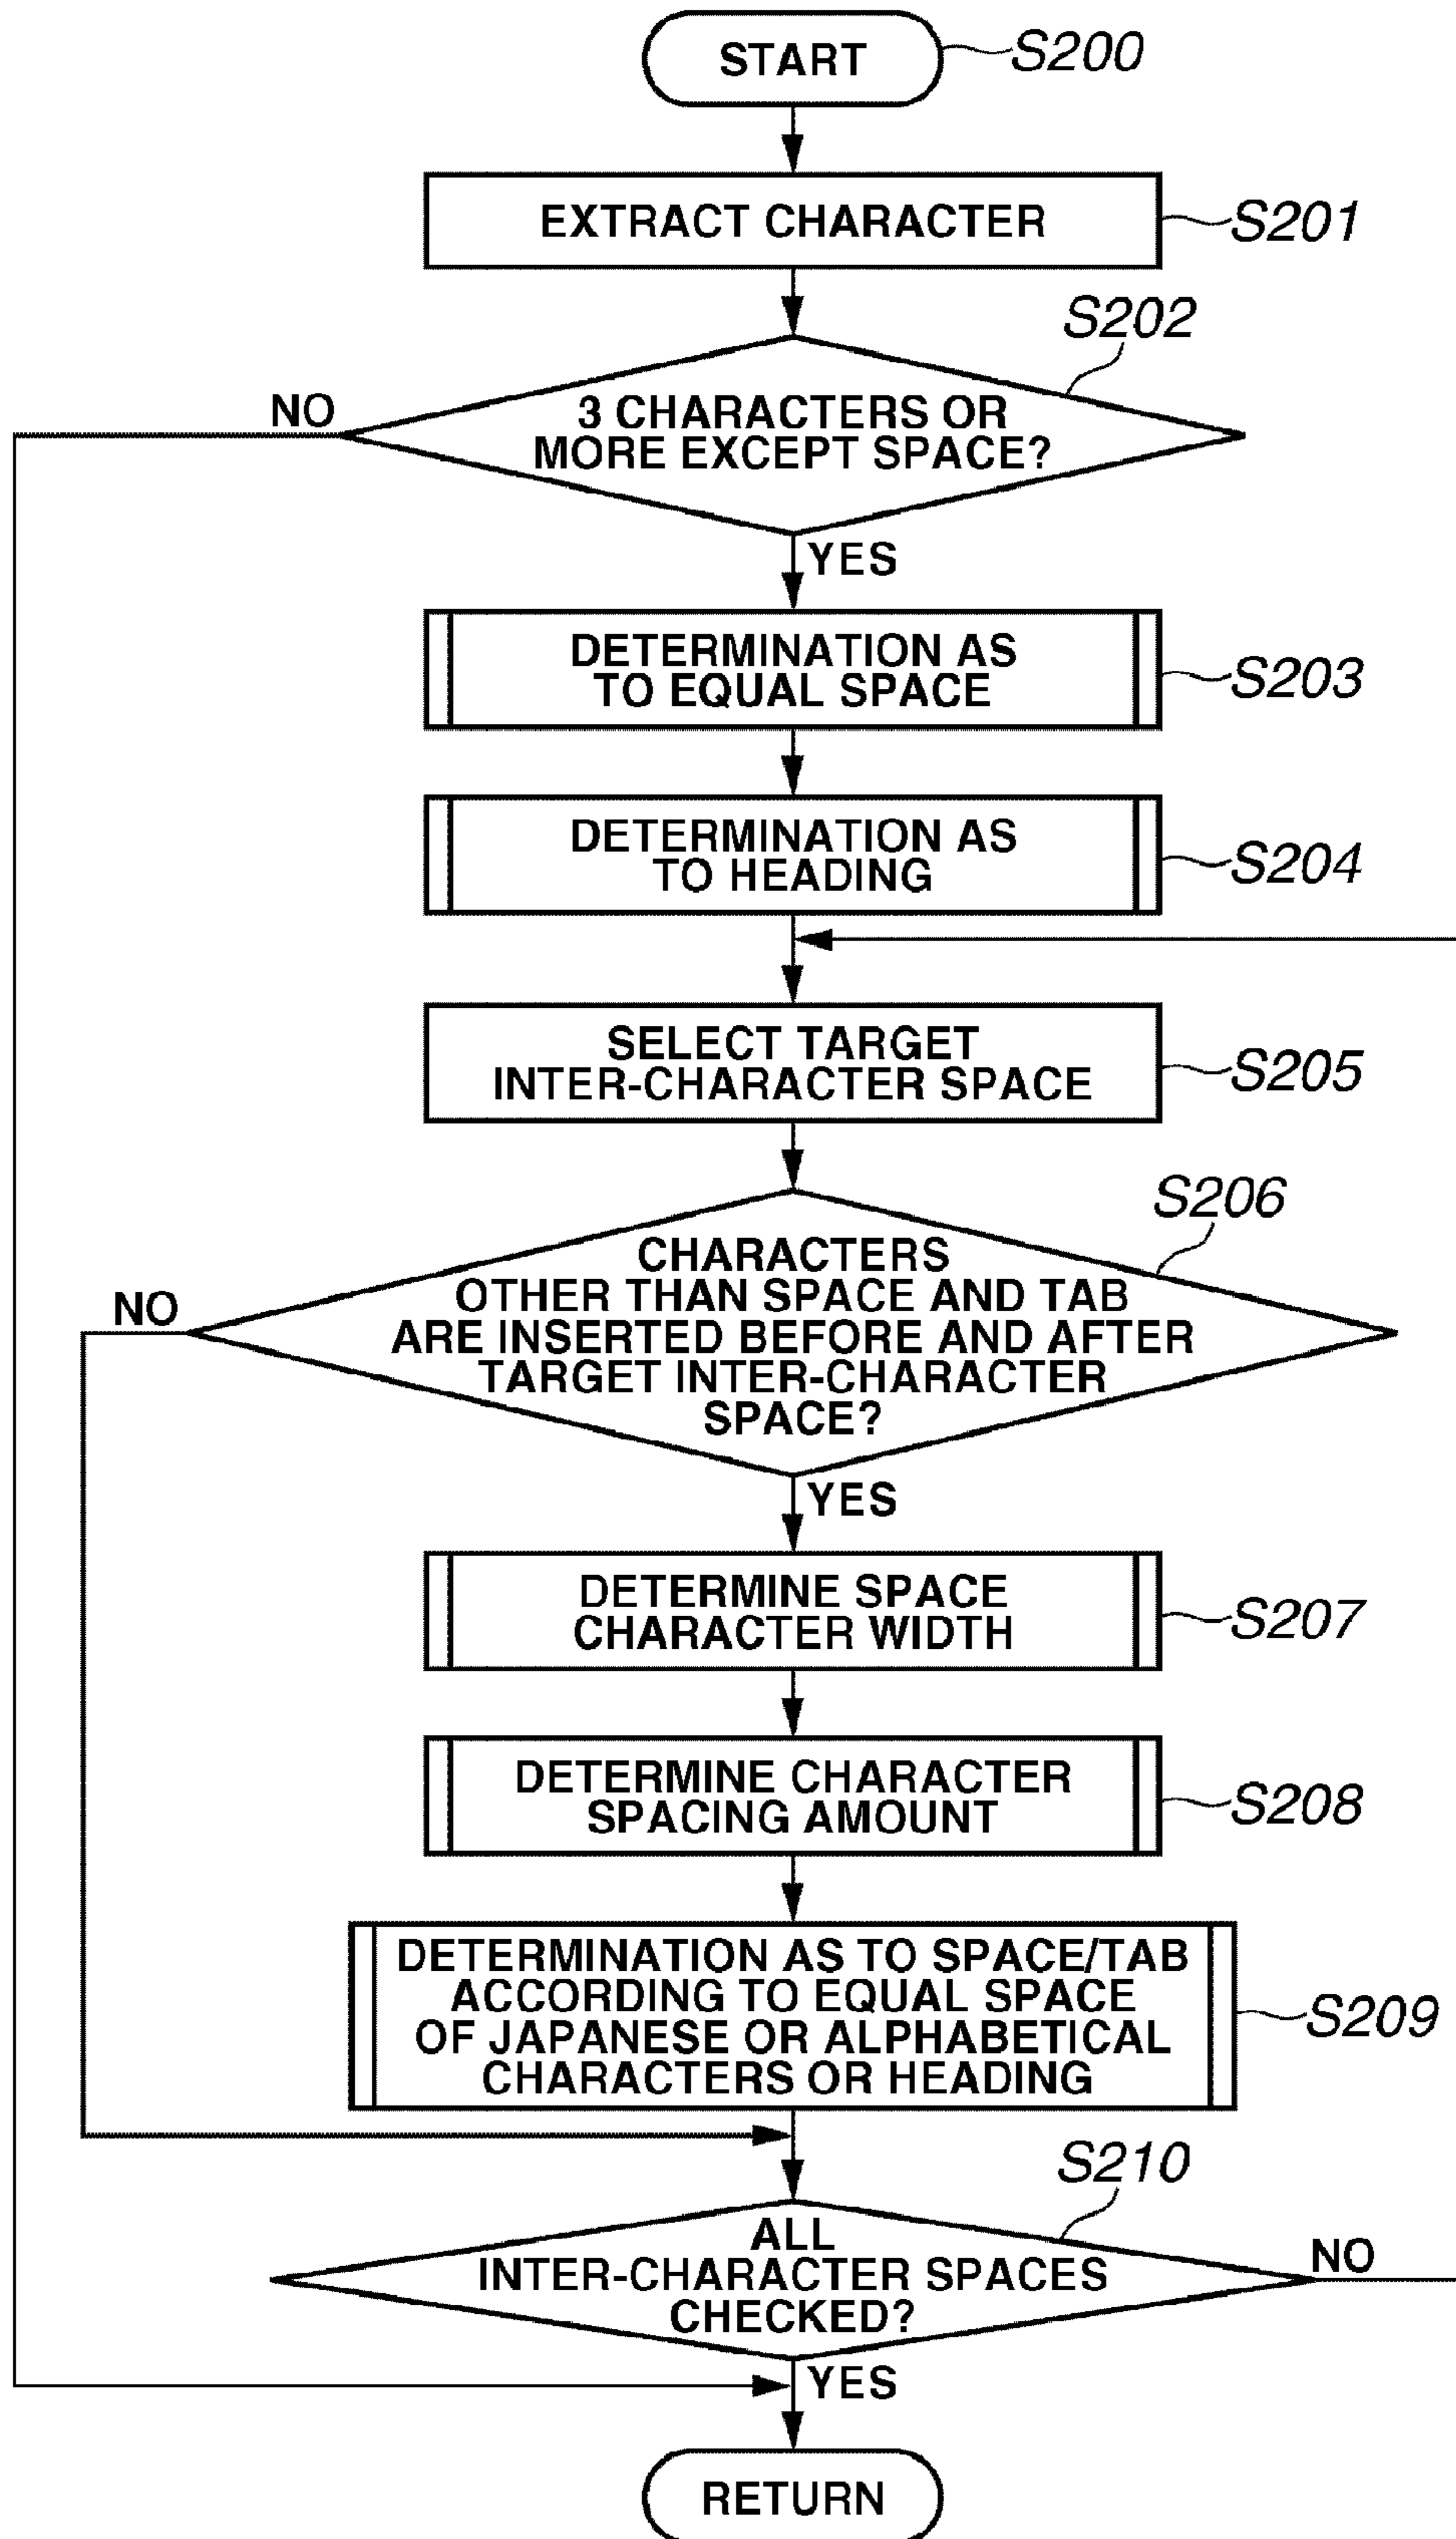 START
S200
EXTRACT CHARACTER
S201
S202
NO
3 CHARACTERS OR
MORE EXCEPT SPACE?
YES
DETERMINATION AS
TO EQUAL SPACE
S203
DETERMINATION AS
TO HEADING
S204
SELECT TARGET
INTER-CHARACTER SPACE
S205
S206
NO
CHARACTERS
OTHER THAN SPACE AND TAB
ARE INSERTED BEFORE AND AFTER
TARGET INTER-CHARACTER
SPACE?
YES
DETERMINE SPACE
CHARACTER WIDTH
S207
DETERMINE CHARACTER
SPACING AMOUNT
S208
DETERMINATION AS TO SPACE/TAB
ACCORDING TO EQUAL SPACE
OF JAPANESE OR ALPHABETICAL
CHARACTERS OR HEADING
S209
S210
ALL
INTER-CHARACTER SPACES
CHECKED?
NO
YES
RETURN